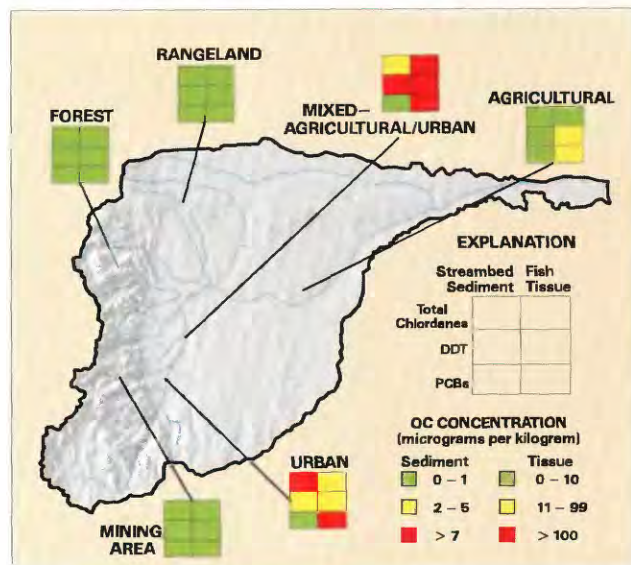 RANGELAND
FOREST
MIXED–
AGRICULTURAL/URBAN
AGRICULTURAL
EXPLANATION
Streambed Fish
Sediment Tissue
Total
Chlordanes
DDT
PCBs
OC CONCENTRATION
(micrograms per kilogram)
Sediment Tissue
0 – 1 0 – 10
2 – 5 11 – 99
> 7 > 100
URBAN
MINING
AREA